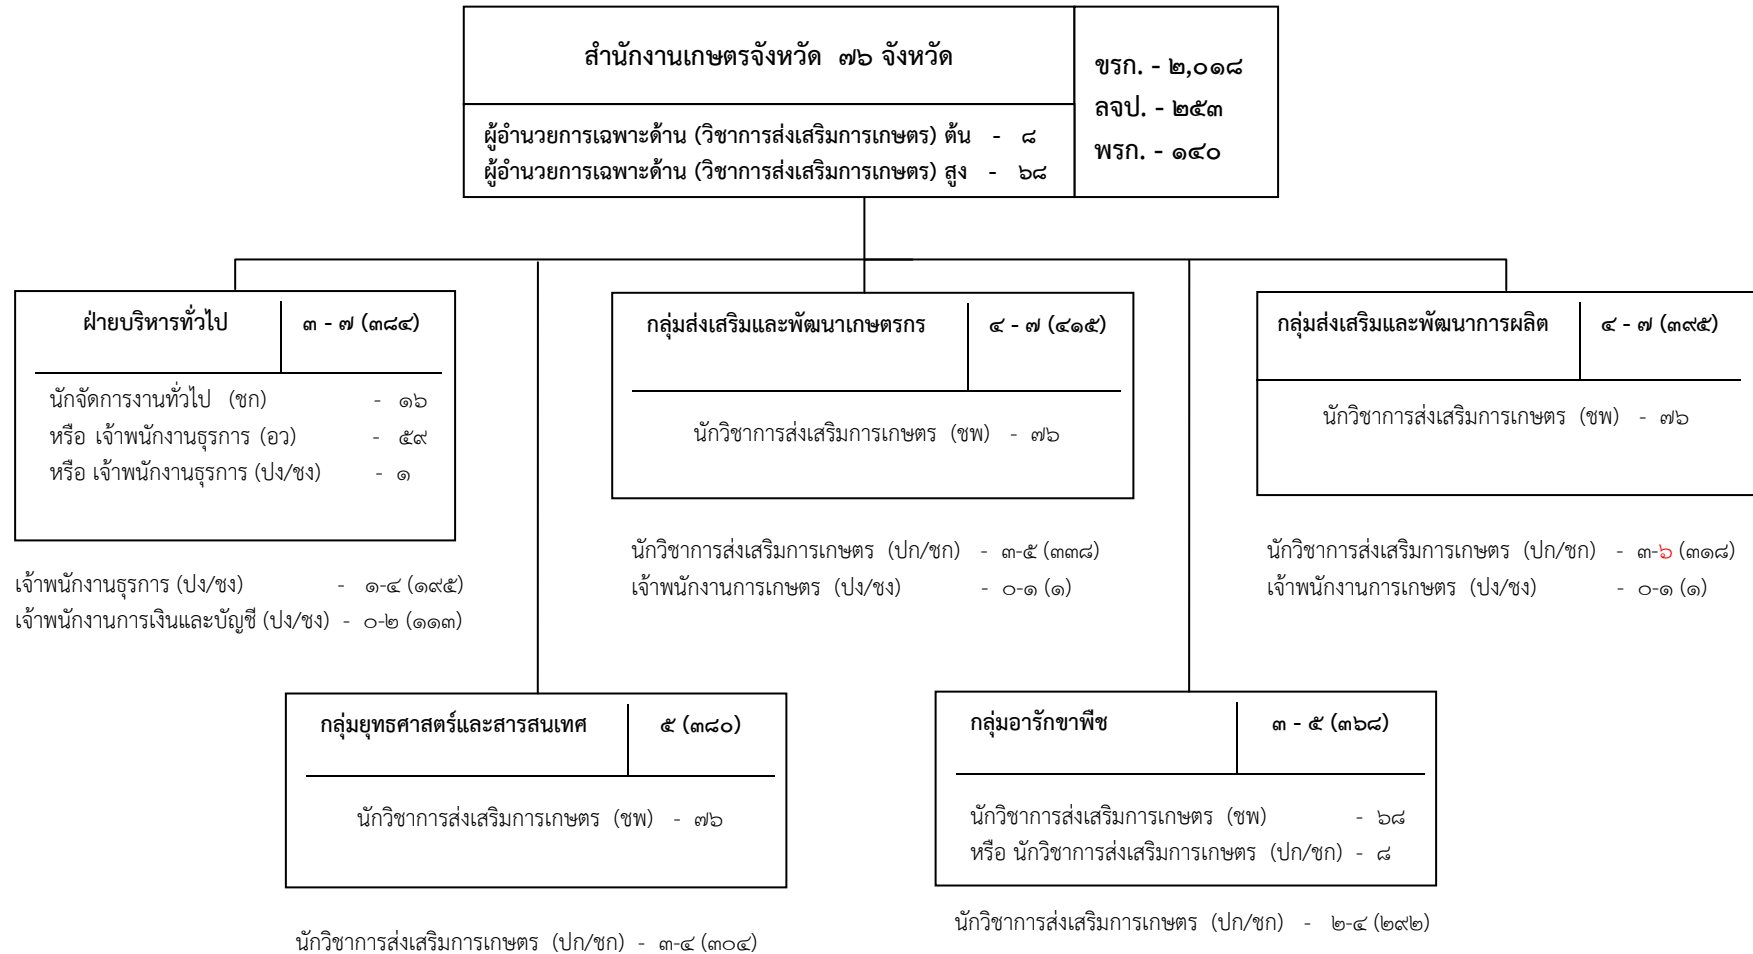 สำนักงานเกษตรจังหวัด ๗๖ จังหวัด
ผู้อำนวยการเฉพาะด้าน (วิชาการส่งเสริมการเกษตร) ต้น - ๘
ผู้อำนวยการเฉพาะด้าน (วิชาการส่งเสริมการเกษตร) สูง - ๖๘
ขรก. - ๒,๐๑๘
ลจป. - ๒๕๓
พรก. - ๑๔๐
ฝ่ายบริหารทั่วไป ๓ - ๗ (๓๘๔)
นักจัดการงานทั่วไป (ชก) - ๑๖
หรือ เจ้าพนักงานธุรการ (อว) - ๕๙
หรือ เจ้าพนักงานธุรการ (ปง/ชง) - ๑
เจ้าพนักงานธุรการ (ปง/ชง) - ๑-๔ (๑๙๕)
เจ้าพนักงานการเงินและบัญชี (ปง/ชง) - ๐-๒ (๑๑๓)
กลุ่มส่งเสริมและพัฒนาเกษตรกร ๔ - ๗ (๔๑๕)
นักวิชาการส่งเสริมการเกษตร (ชพ) - ๗๖
นักวิชาการส่งเสริมการเกษตร (ปก/ชก) - ๓-๕ (๓๓๘)
เจ้าพนักงานการเกษตร (ปง/ชง) - ๐-๑ (๑)
กลุ่มส่งเสริมและพัฒนาการผลิต ๔ - ๗ (๓๙๕)
นักวิชาการส่งเสริมการเกษตร (ชพ) - ๗๖
นักวิชาการส่งเสริมการเกษตร (ปก/ชก) - ๓-๖ (๓๑๘)
เจ้าพนักงานการเกษตร (ปง/ชง) - ๐-๑ (๑)
กลุ่มยุทธศาสตร์และสารสนเทศ ๕ (๓๘๐)
นักวิชาการส่งเสริมการเกษตร (ชพ) - ๗๖
นักวิชาการส่งเสริมการเกษตร (ปก/ชก) - ๓-๔ (๓๐๔)
กลุ่มอารักขาพืช ๓ - ๕ (๓๖๘)
นักวิชาการส่งเสริมการเกษตร (ชพ) - ๖๘
หรือ นักวิชาการส่งเสริมการเกษตร (ปก/ชก) - ๘
นักวิชาการส่งเสริมการเกษตร (ปก/ชก) - ๒-๔ (๒๙๒)